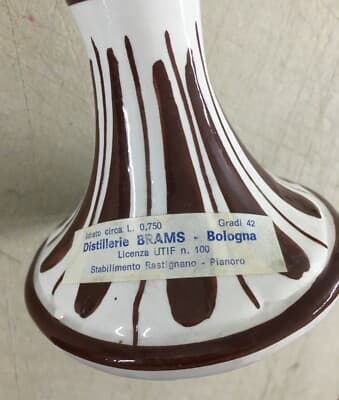 circa L. 0,750 Gradi 42
Distillerie BRAMS - Bologna
Licenza UTIF n. 100
Stabilimento Rastignano - Pianoro